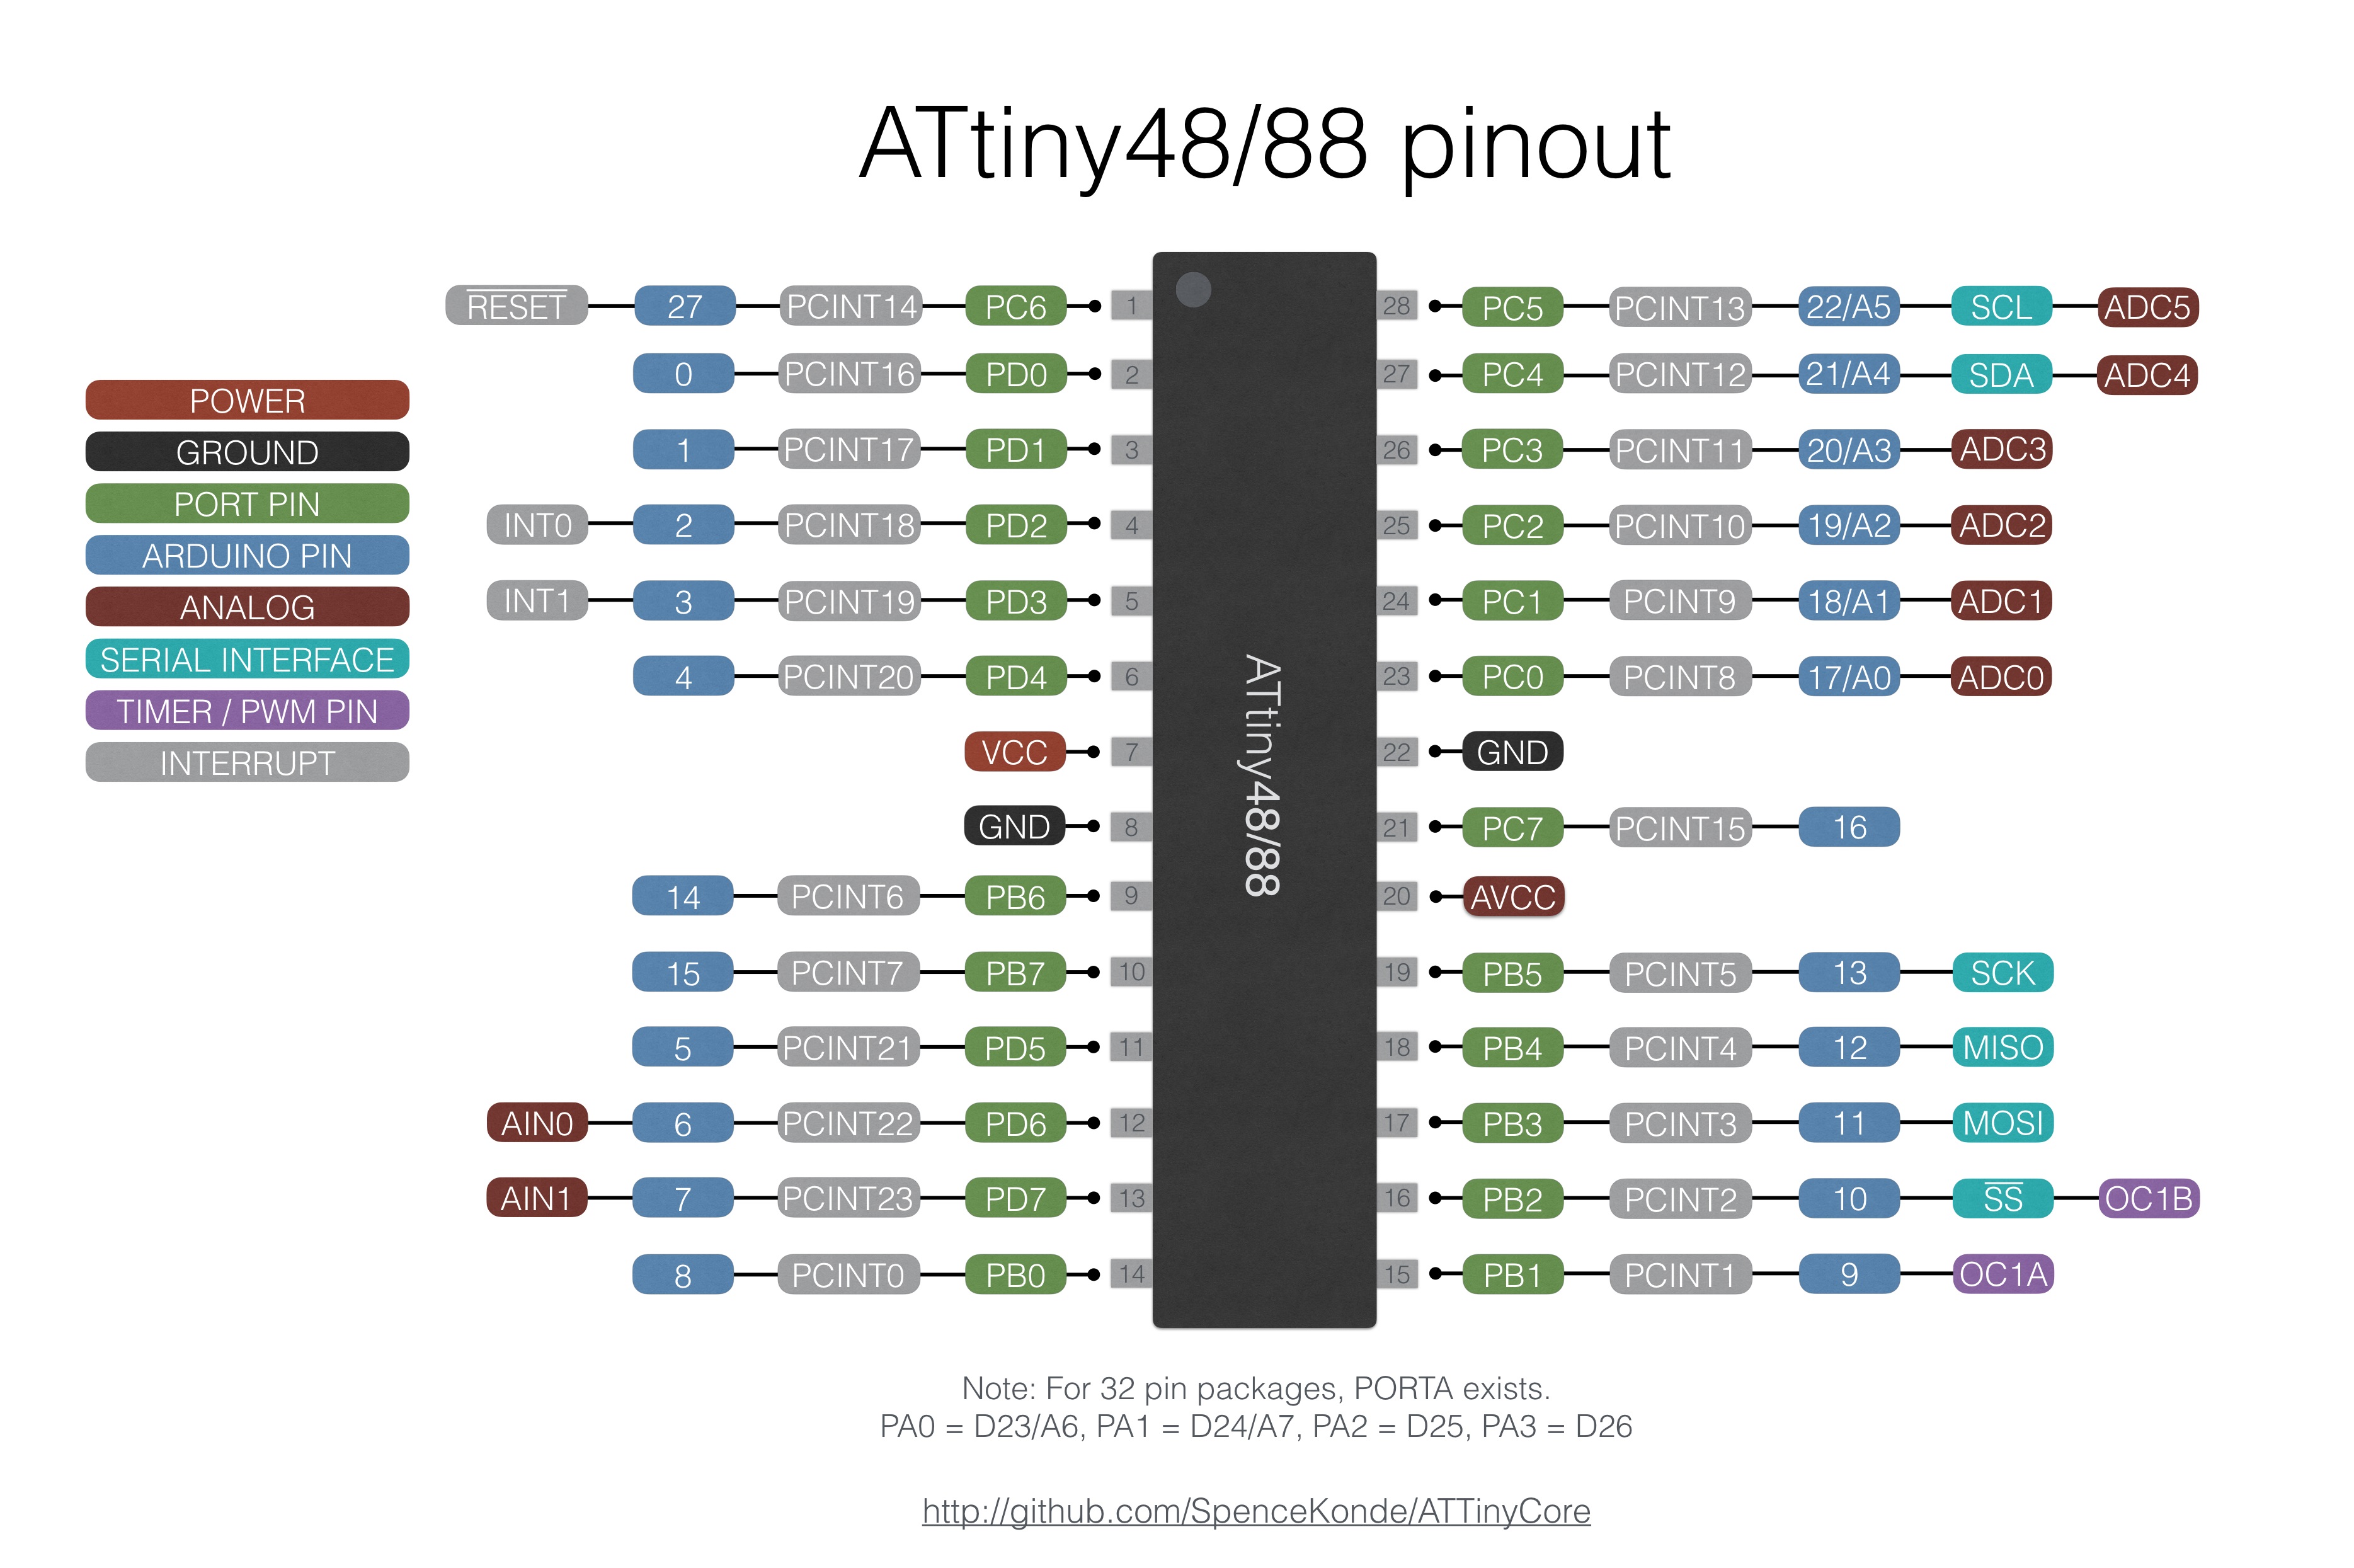 ATtiny48/88 pinout
RESET 27 PCINT14 PC6 1 28 PC5 PCINT13 22/A5 SCL ADC5
0 PCINT16 PD0 2 27 PC4 PCINT12 21/A4 SDA ADC4
POWER
1 PCINT17 PD1 3 26 PC3 PCINT11 20/A3 ADC3
GROUND
PORT PIN
INT0 2 PCINT18 PD2 4 25 PC2 PCINT10 19/A2 ADC2
ARDUINO PIN
INT1 3 PCINT19 PD3 5 24 PC1 PCINT9 18/A1 ADC1
ANALOG
SERIAL INTERFACE
4 PCINT20 PD4 6 23 PC0 PCINT8 17/A0 ADC0
TIMER / PWM PIN
VCC 7 22 GND
INTERRUPT
ATtiny48/88
GND 8 21 PC7 PCINT15 16
14 PCINT6 PB6 9 20 AVCC
15 PCINT7 PB7 10 19 PB5 PCINT5 13 SCK
5 PCINT21 PD5 11 18 PB4 PCINT4 12 MISO
AIN0 6 PCINT22 PD6 12 17 PB3 PCINT3 11 MOSI
AIN1 7 PCINT23 PD7 13 16 PB2 PCINT2 10 SS OC1B
8 PCINT0 PB0 14 15 PB1 PCINT1 9 OC1A
Note: For 32 pin packages, PORTA exists.
PA0 = D23/A6, PA1 = D24/A7, PA2 = D25, PA3 = D26
http://github.com/SpenceKonde/ATTinyCore